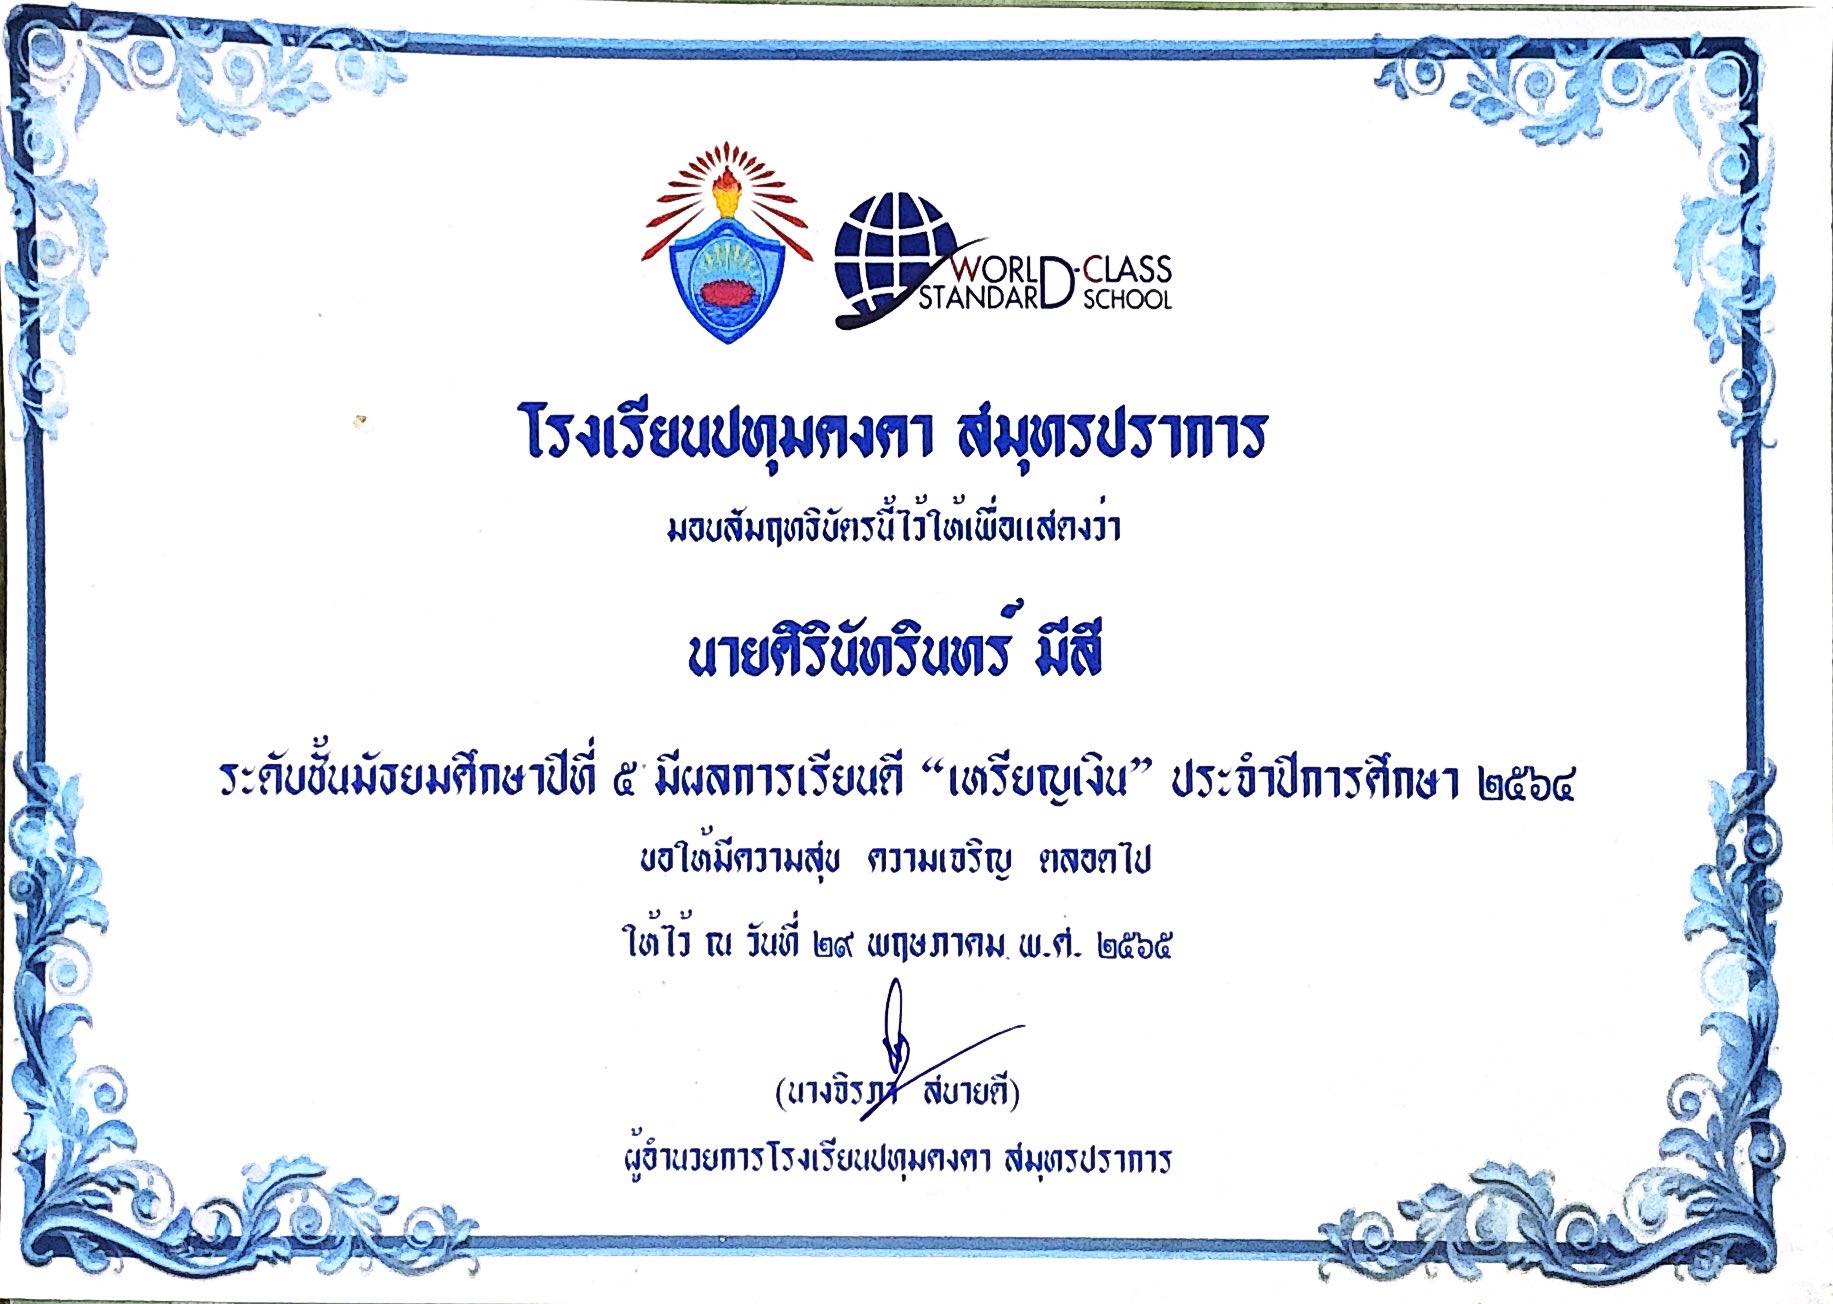 WORLD-CLASS
STANDARD SCHOOL
โรงเรียนปทุมคงคา สมุทรปราการ
มอบสัมฤทธิบัตรนี้ไว้ให้เพื่อแสดงว่า
นายศิรินัทรินทร์ มีสี
ระดับชั้นมัธยมศึกษาปีที่ ๕ มีผลการเรียนดี “เหรียญเงิน” ประจำปีการศึกษา ๒๕๖๔
ขอให้มีความสุข ความเจริญ ตลอดไป
ให้ไว้ ณ วันที่ ๒๙ พฤษภาคม พ.ศ. ๒๕๖๕
(นางจิรภา สบายดี)
ผู้อำนวยการโรงเรียนปทุมคงคา สมุทรปราการ